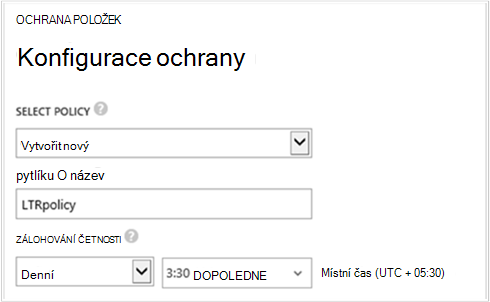 OCHRANA POLOŽEK
Konfigurace ochrany
SELECT POLICY ?
Vytvořit nový
pytlíku O název
LTRpolicy
ZÁLOHOVÁNÍ ČETNOSTI ?
Denní 3:30 DOPOLEDNE Místní čas (UTC + 05:30)